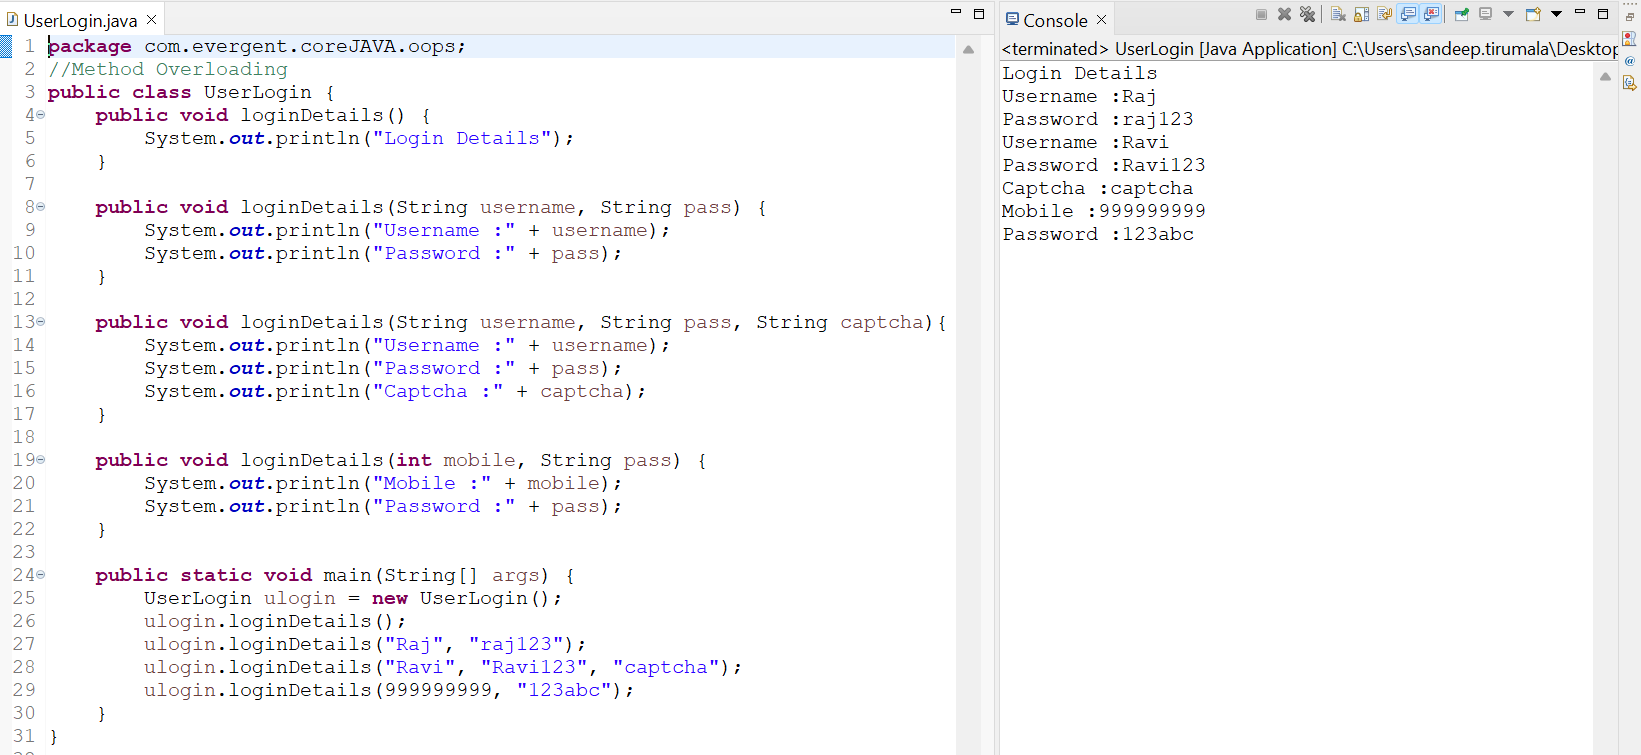 UserLogin.java
1 package com.evergent.coreJAVA.oops;
2 //Method Overloading
3 public class UserLogin {
4     public void loginDetails() {
5         System.out.println("Login Details");
6     }
7
8     public void loginDetails(String username, String pass) {
9         System.out.println("Username :" + username);
10         System.out.println("Password :" + pass);
11     }
12
13     public void loginDetails(String username, String pass, String captcha){
14         System.out.println("Username :" + username);
15         System.out.println("Password :" + pass);
16         System.out.println("Captcha :" + captcha);
17     }
18
19     public void loginDetails(int mobile, String pass) {
20         System.out.println("Mobile :" + mobile);
21         System.out.println("Password :" + pass);
22     }
23
24     public static void main(String[] args) {
25         UserLogin ulogin = new UserLogin();
26         ulogin.loginDetails();
27         ulogin.loginDetails("Raj", "raj123");
28         ulogin.loginDetails("Ravi", "Ravi123", "captcha");
29         ulogin.loginDetails(999999999, "123abc");
30     }
31 }
Console
<terminated> UserLogin [Java Application] C:\Users\sandeep.tirumala\Desktop
Login Details
Username :Raj
Password :raj123
Username :Ravi
Password :Ravi123
Captcha :captcha
Mobile :999999999
Password :123abc